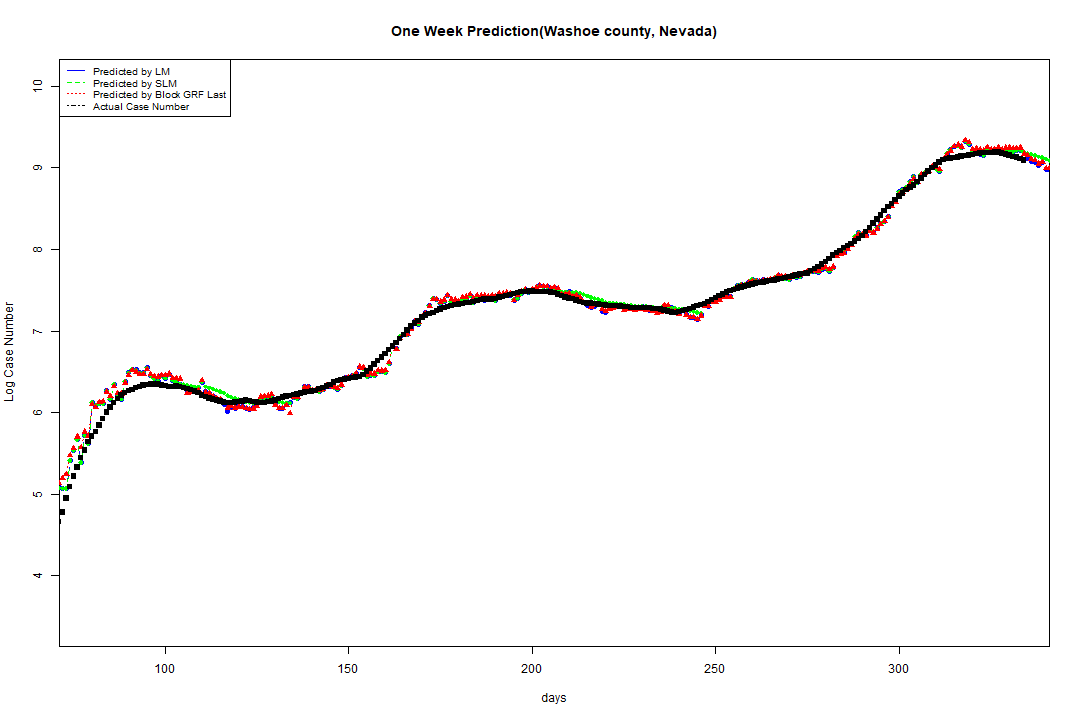 One Week Prediction(Washoe county, Nevada)
Predicted by LM
Predicted by SLM
Predicted by Block GRF Last
Actual Case Number
10
9
8
7
6
5
4
Log Case Number
100 150 200 250 300
days